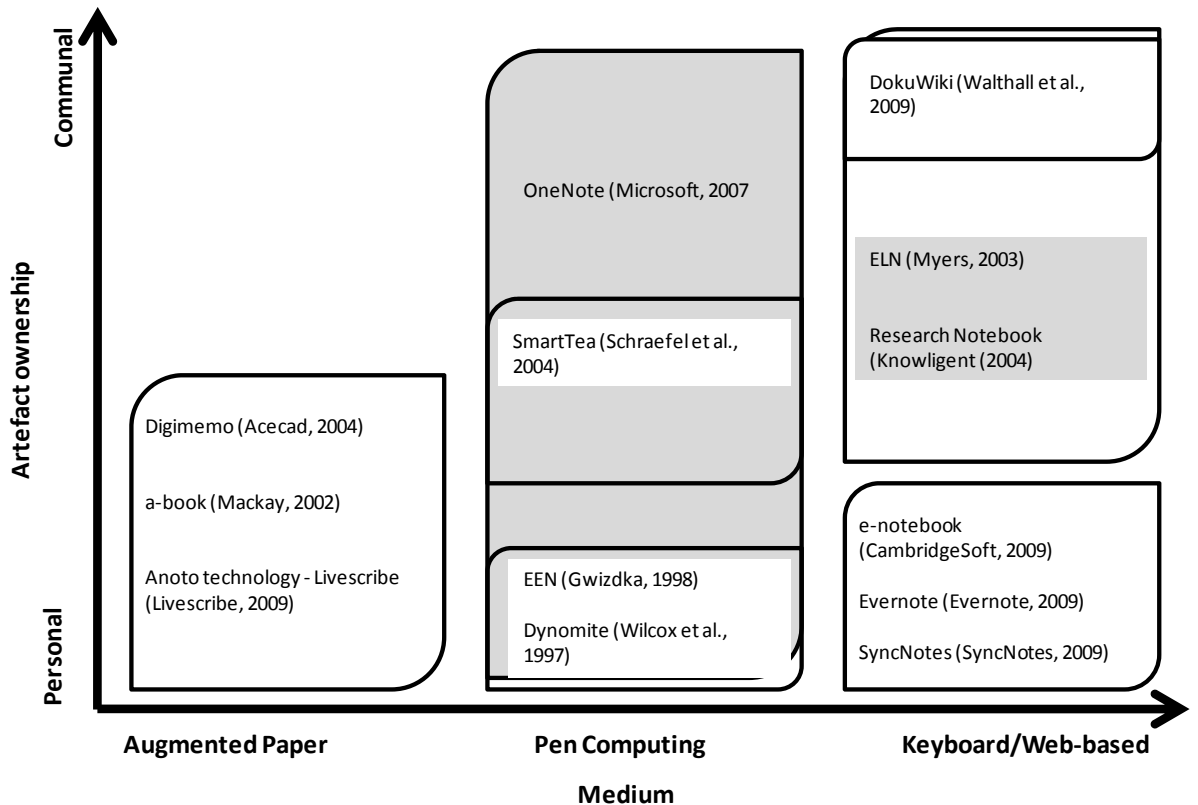 Communal
Artefact ownership
Personal
Digimemo (Acecad, 2004)
a-book (Mackay, 2002)
Anoto technology - Livescribe
(Livescribe, 2009)
OneNote (Microsoft, 2007
SmartTea (Schraefel et al.,
2004)
EEN (Gwizdka, 1998)
Dynomite (Wilcox et al.,
1997)
DokuWiki (Walthall et al.,
2009)
ELN (Myers, 2003)
Research Notebook
(Knowligent (2004)
e-notebook
(CambridgeSoft, 2009)
Evernote (Evernote, 2009)
SyncNotes (SyncNotes, 2009)
Augmented Paper
Pen Computing
Keyboard/Web-based
Medium